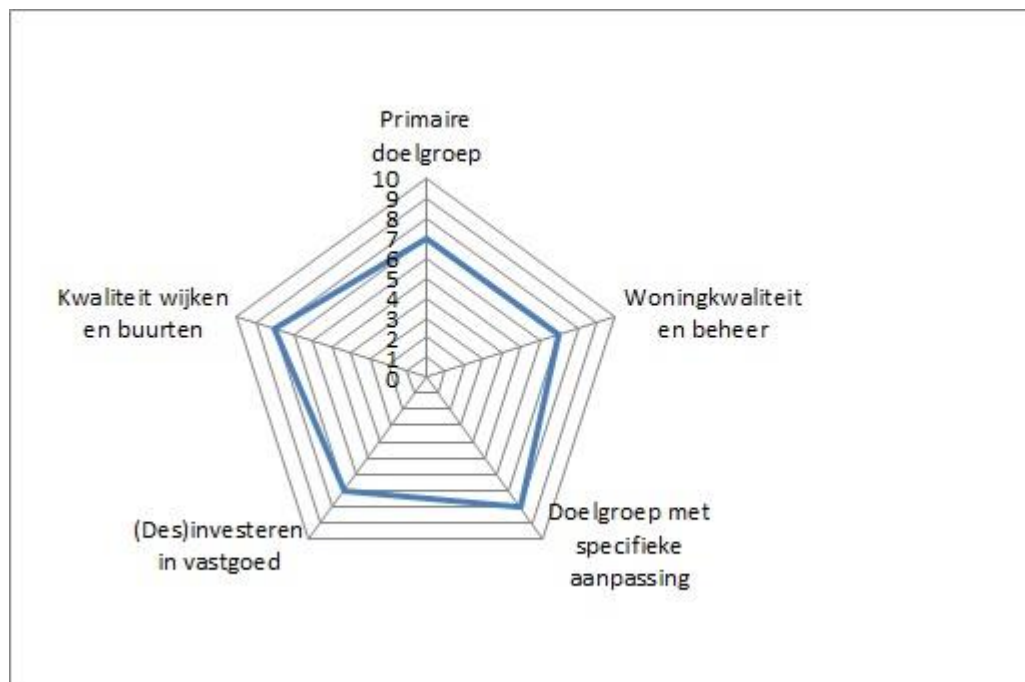 Primaire
doelgroep
10
9
8
7
6
5
4
3
2
1
0
Woningkwaliteit
en beheer
Doelgroep met
specifieke
aanpassing
(Des)investeren
in vastgoed
Kwaliteit wijken
en buurten